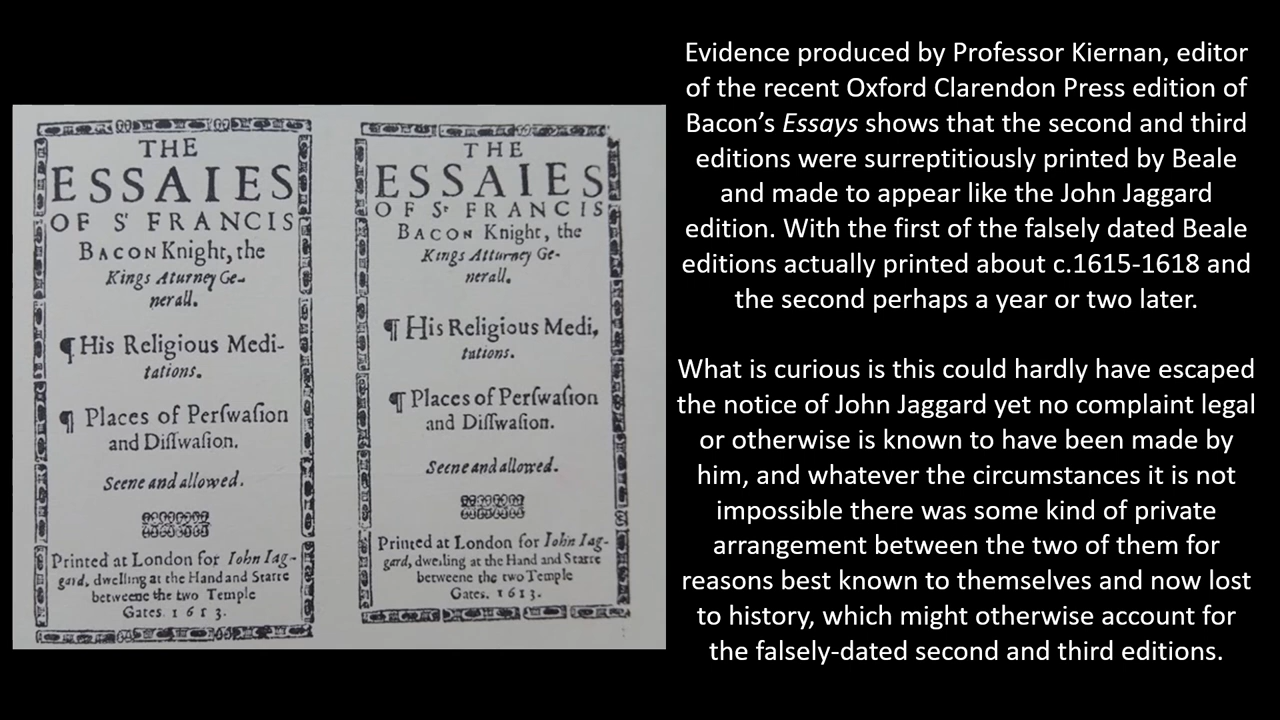 THE
ESSAIES
OF Sʳ FRANCIS
BACON Knight, the
Kings Aturney Ge-
nerall.
¶ His Religious Medi-
tations.
¶ Places of Perſwaſion
and Diſſwaſion.
Seene and allowed.
Printed at London for Iohn Iag-
gard, dwelling at the Hand and Starre
betweene the two Temple
Gates. 1613.
THE
ESSAIES
OF Sʳ FRANCIS
BACON Knight, the
Kings Atturney Ge-
nerall.
¶ His Religious Medi,
tations.
¶ Places of Perſwaſion
and Diſſwaſion.
Seene and allowed.
Printed at London for Iohn Iag-
gard, dwelling at the Hand and Starre
betweene the two Temple
Gates. 1613.
Evidence produced by Professor Kiernan, editor
of the recent Oxford Clarendon Press edition of
Bacon’s Essays shows that the second and third
editions were surreptitiously printed by Beale
and made to appear like the John Jaggard
edition. With the first of the falsely dated Beale
editions actually printed about c.1615-1618 and
the second perhaps a year or two later.
What is curious is this could hardly have escaped
the notice of John Jaggard yet no complaint legal
or otherwise is known to have been made by
him, and whatever the circumstances it is not
impossible there was some kind of private
arrangement between the two of them for
reasons best known to themselves and now lost
to history, which might otherwise account for
the falsely-dated second and third editions.